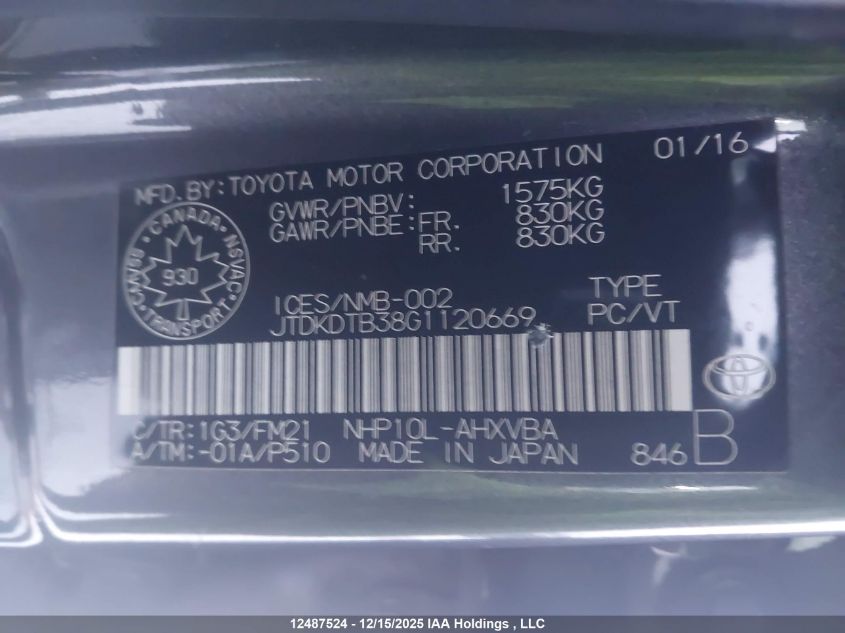 MFD.BY:TOYOTA MOTOR CORPORATION 01/16
GVWR/PNBV: 1575KG
GAWR/PNBE: FR. 830KG
RR. 830KG
CMVSS · CANADA · NSVAC
930
TRANSPORT
ICES/NMB-002 TYPE
JTDKDTB38G1120669 PC/VT
C/TR:1G3/FM21 NHP10L-AHXVBA
A/TM:-01A/P510 MADE IN JAPAN 846 B
12487524 - 12/15/2025 IAA Holdings , LLC